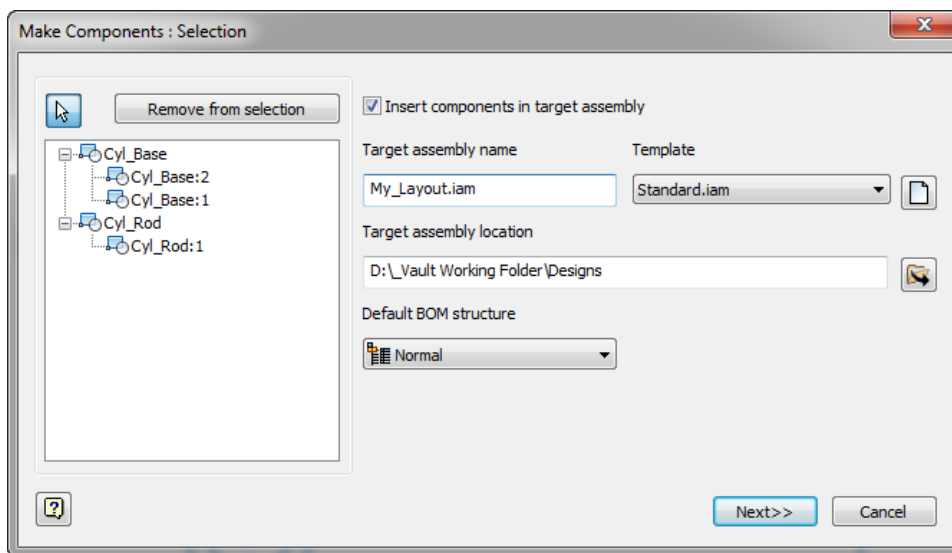 Make Components : Selection
Remove from selection
Cyl_Base
Cyl_Base:2
Cyl_Base:1
Cyl_Rod
Cyl_Rod:1
Insert components in target assembly
Target assembly name
Template
My_Layout.iam
Standard.iam
Target assembly location
D:\_Vault Working Folder\Designs
Default BOM structure
Normal
Next>>
Cancel